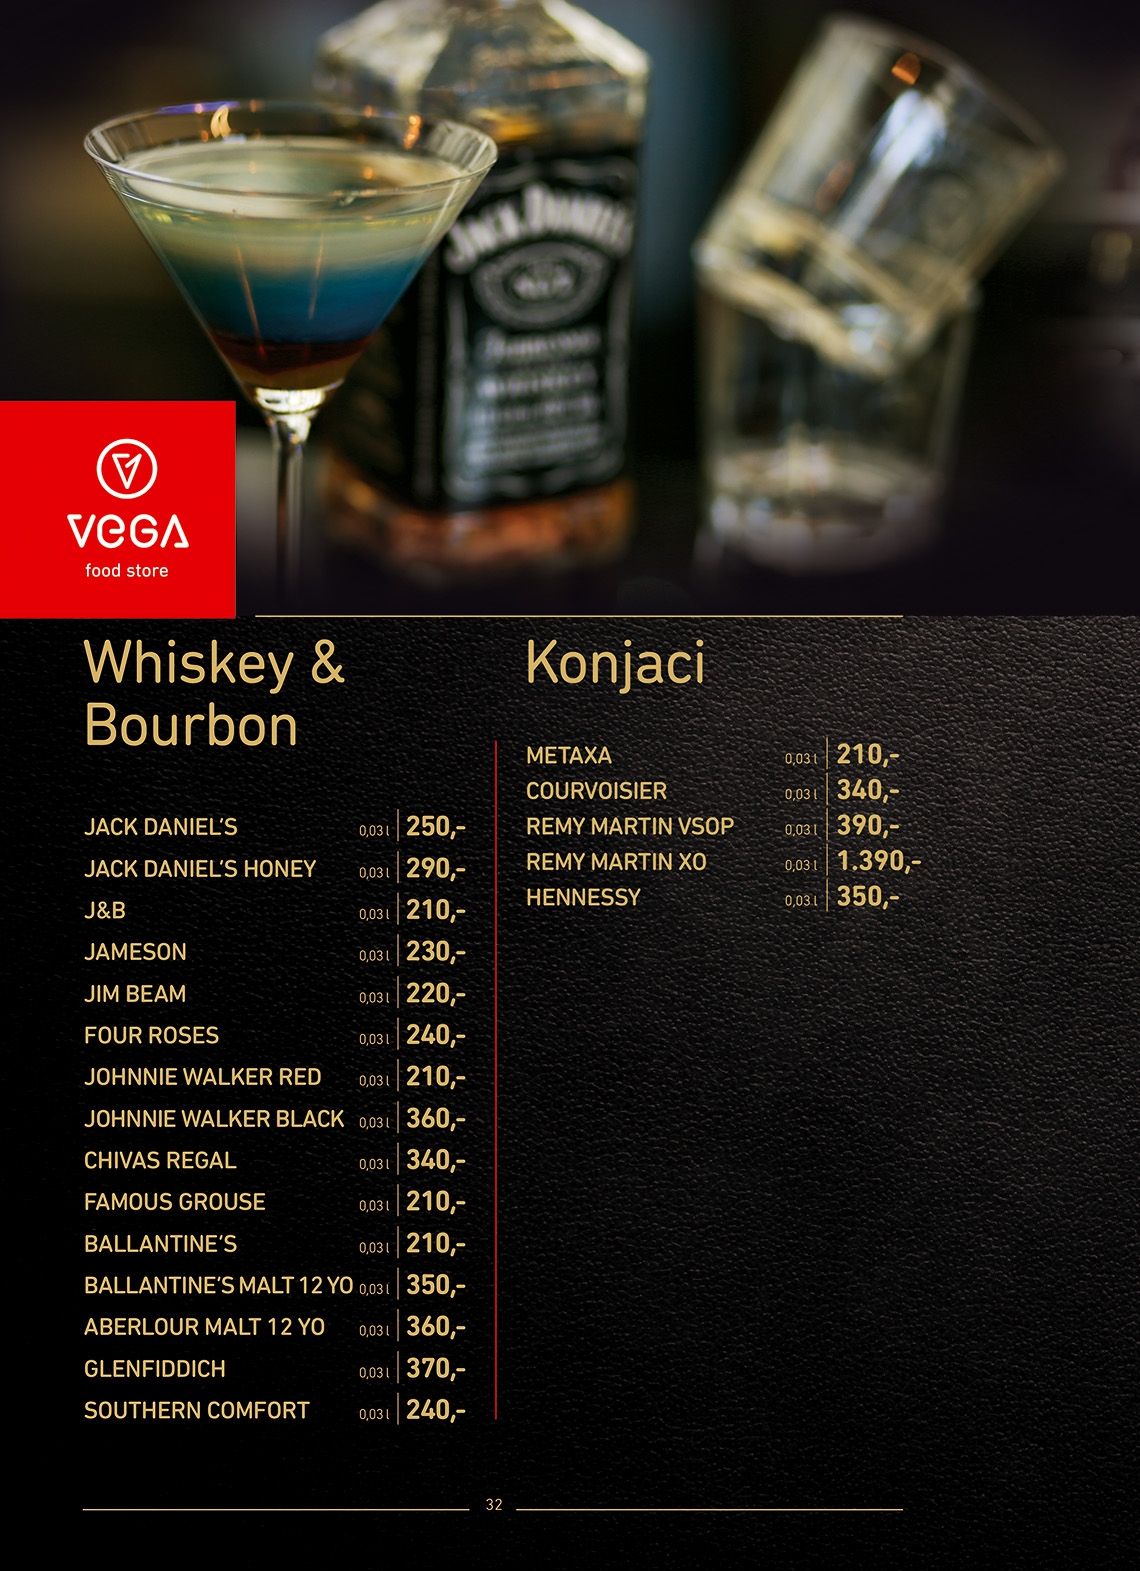 JACK DANIEL'S
VEGA
food store
Whiskey &
Bourbon
JACK DANIEL'S 0,03 l 250,-
JACK DANIEL'S HONEY 0,03 l 290,-
J&B 0,03 l 210,-
JAMESON 0,03 l 230,-
JIM BEAM 0,03 l 220,-
FOUR ROSES 0,03 l 240,-
JOHNNIE WALKER RED 0,03 l 210,-
JOHNNIE WALKER BLACK 0,03 l 360,-
CHIVAS REGAL 0,03 l 340,-
FAMOUS GROUSE 0,03 l 210,-
BALLANTINE'S 0,03 l 210,-
BALLANTINE'S MALT 12 YO 0,03 l 350,-
ABERLOUR MALT 12 YO 0,03 l 360,-
GLENFIDDICH 0,03 l 370,-
SOUTHERN COMFORT 0,03 l 240,-
Konjaci
METAXA 0,03 l 210,-
COURVOISIER 0,03 l 340,-
REMY MARTIN VSOP 0,03 l 390,-
REMY MARTIN XO 0,03 l 1.390,-
HENNESSY 0,03 l 350,-
32